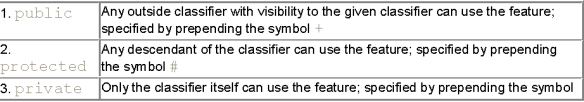 1. public Any outside classifier with visibility to the given classifier can use the feature;
specified by prepending the symbol +
2. Any descendant of the classifier can use the feature; specified by prepending
protected the symbol #
3. private Only the classifier itself can use the feature; specified by prepending the symbol